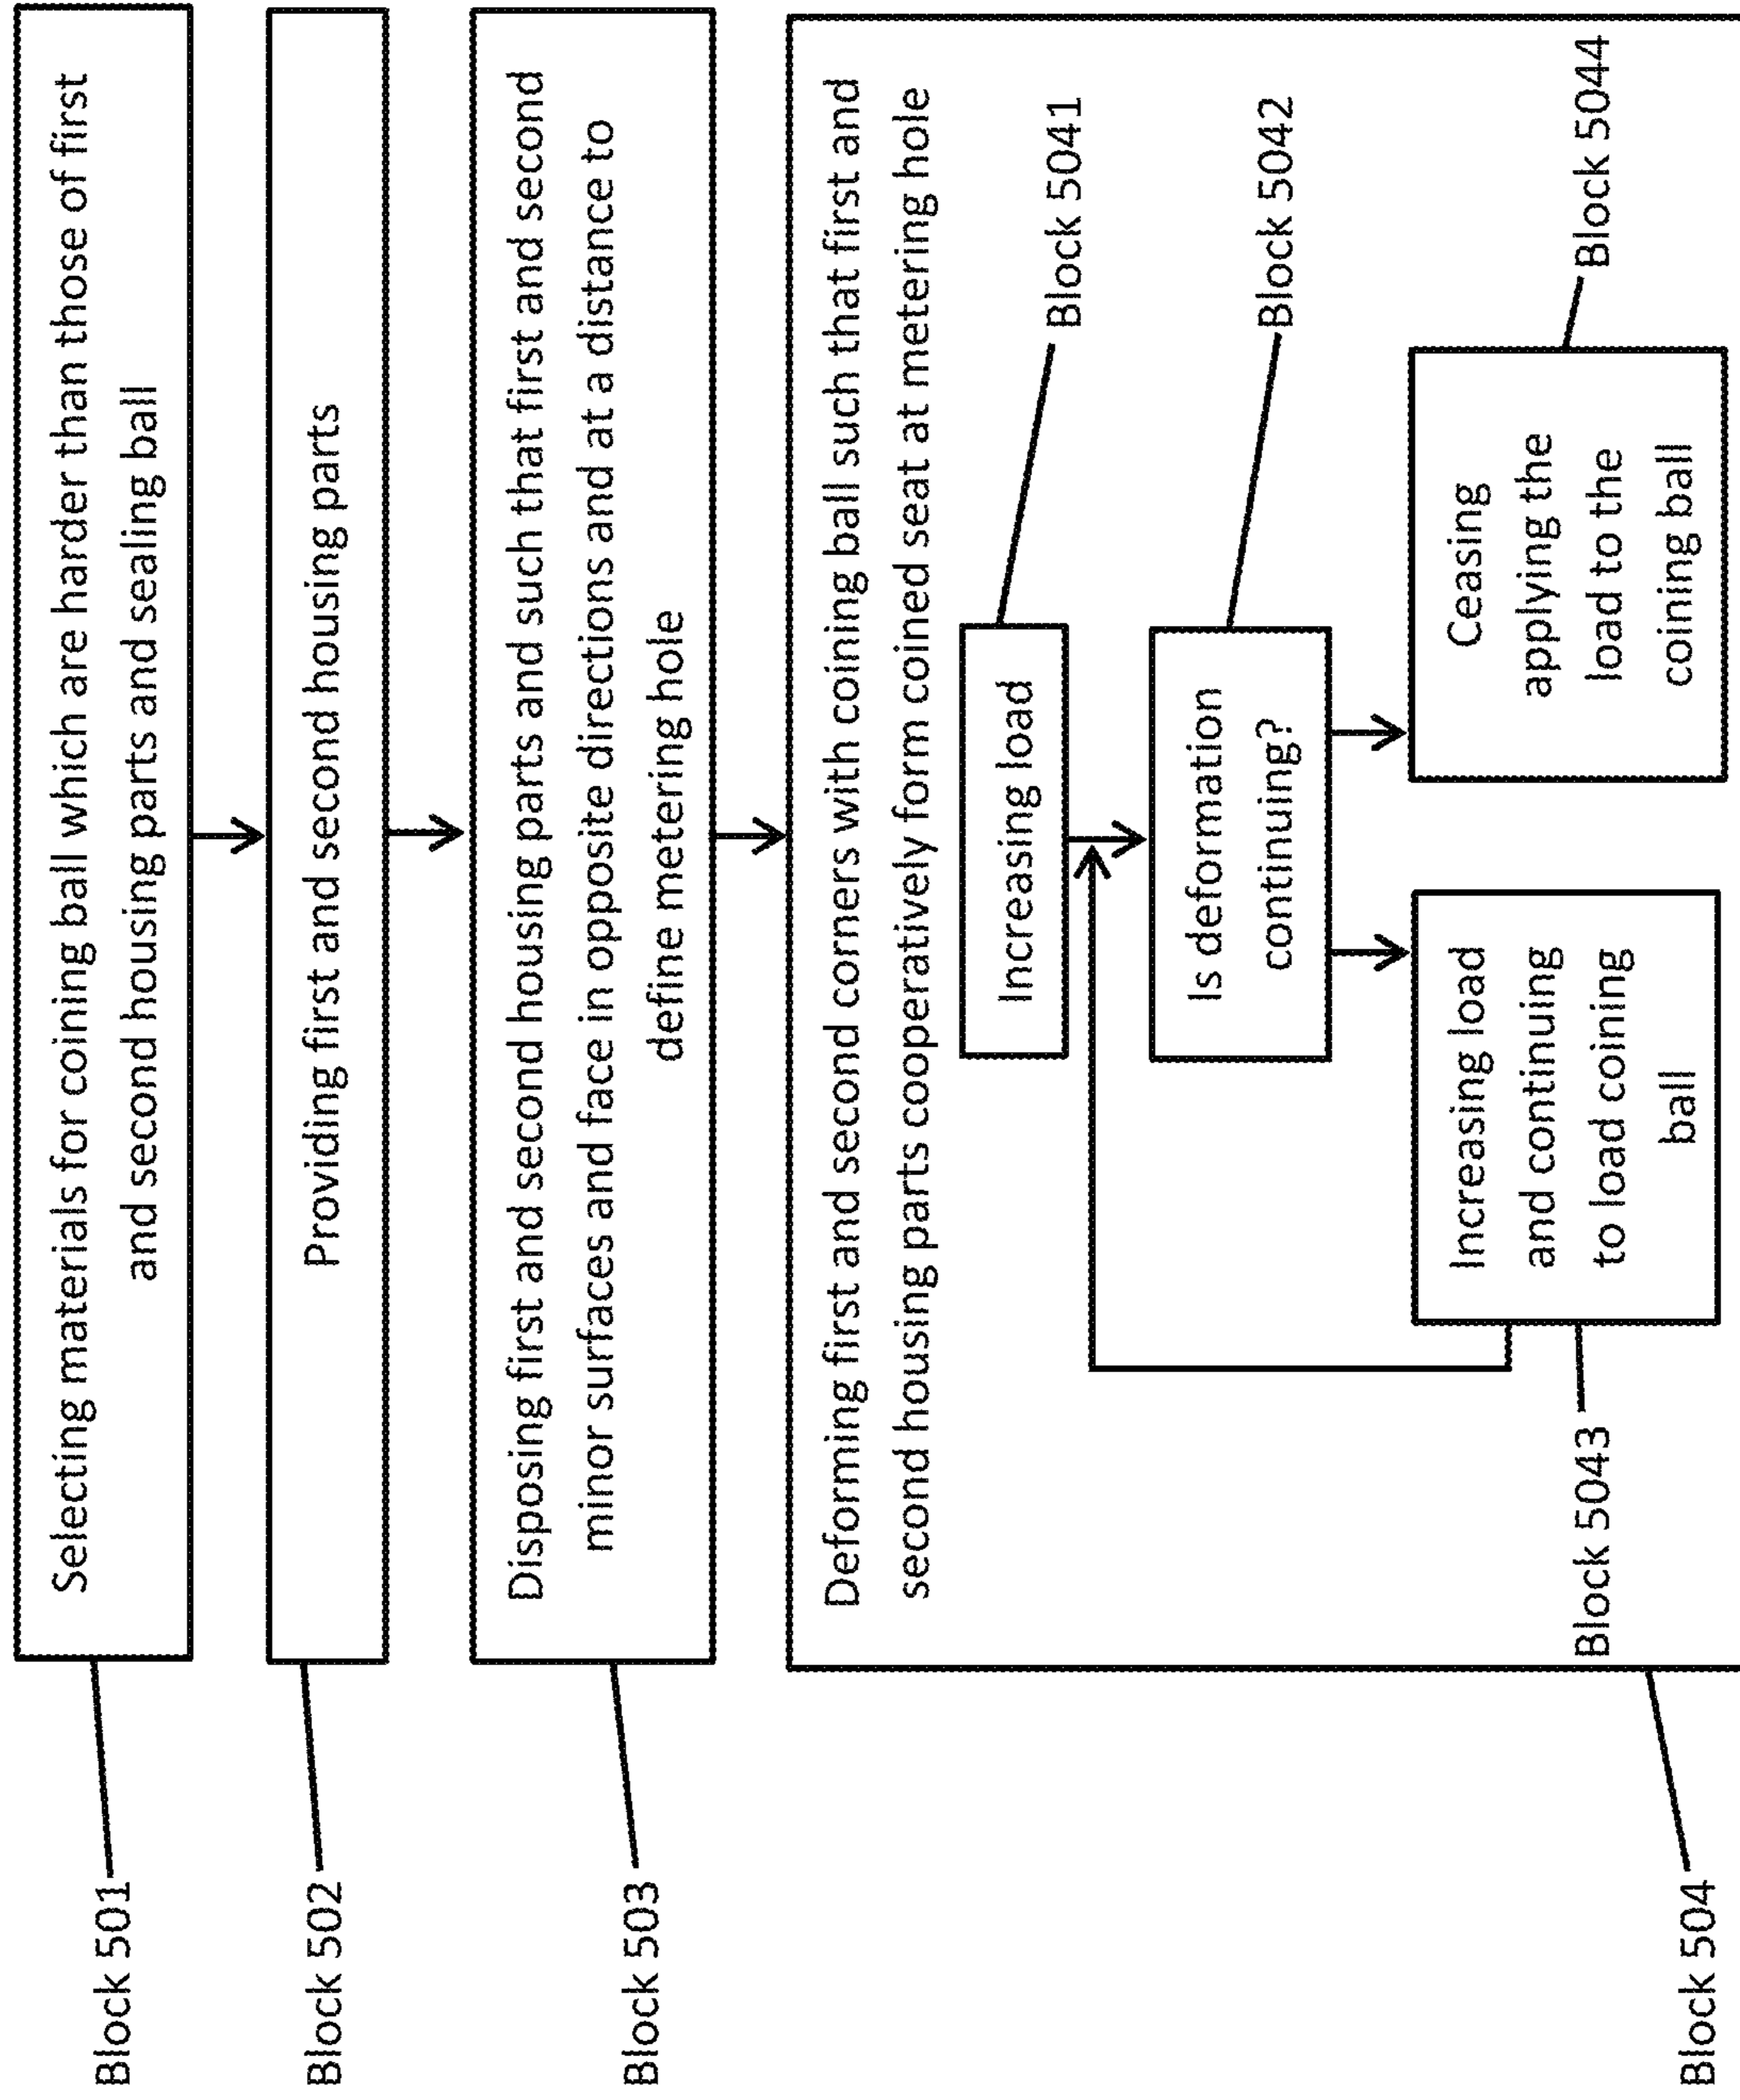 Block 501
Selecting materials for coining ball which are harder than those of first
and second housing parts and sealing ball
Block 502
Providing first and second housing parts
Block 503
Disposing first and second housing parts and such that first and second
minor surfaces and face in opposite directions and at a distance to
define metering hole
Block 504
Deforming first and second corners with coining ball such that first and
second housing parts cooperatively form coined seat at metering hole
Increasing load
Block 5041
Is deformation
continuing?
Block 5042
Block 5043
Increasing load
and continuing
to load coining
ball
Ceasing
applying the
load to the
coining ball
Block 5044